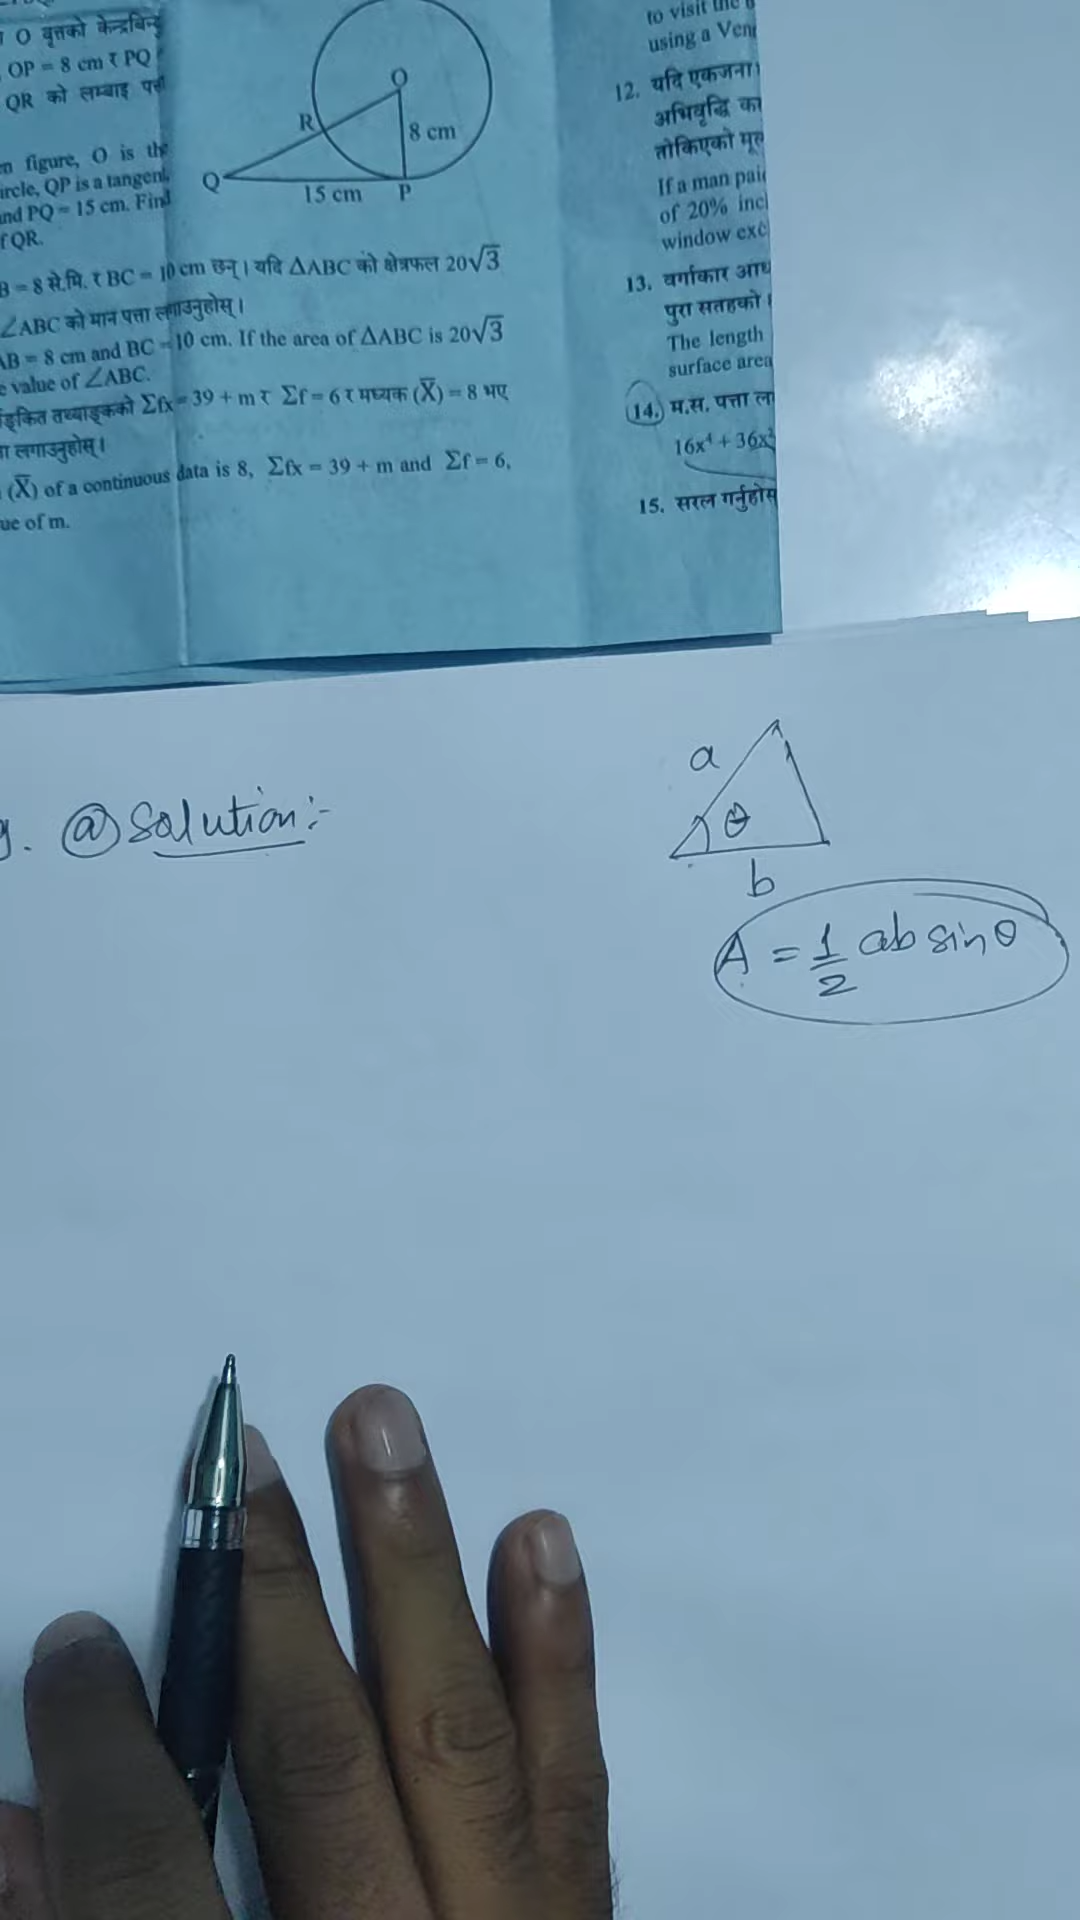 O वृत्तको केन्द्रबिन्दु
OP = 8 cm र PQ
QR को लम्बाइ
figure, O is the
circle, QP is a tangent
and PQ = 15 cm. Find
f QR.
O
R
8 cm
Q
15 cm
P
B = 8 से.मि. र BC = 10 cm छन् । यदि ΔABC को क्षेत्रफल 20√3
∠ABC को मान पत्ता लगाउनुहोस् ।
AB = 8 cm and BC = 10 cm. If the area of ΔABC is 20√3
e value of ∠ABC.
तथ्याङ्कको Σfx = 39 + m र Σf = 6 र मध्यक (X̄) = 8 भए
लगाउनुहोस् ।
(X̄) of a continuous data is 8, Σfx = 39 + m and Σf = 6,
ue of m.
to visit the
using a Ven
12. यदि एकजना
अभिवृद्धि क
तोकिएको मूल
If a man paid
of 20% incl
window exc
13. वर्गाकार आध
पुरा सतहको
The length
surface area
14. म.स. पत्ता ल
16x⁴ + 36x²
15. सरल गर्नुहोस
9. (a) Solution:-
a
θ
b
A = 1/2 ab sinθ